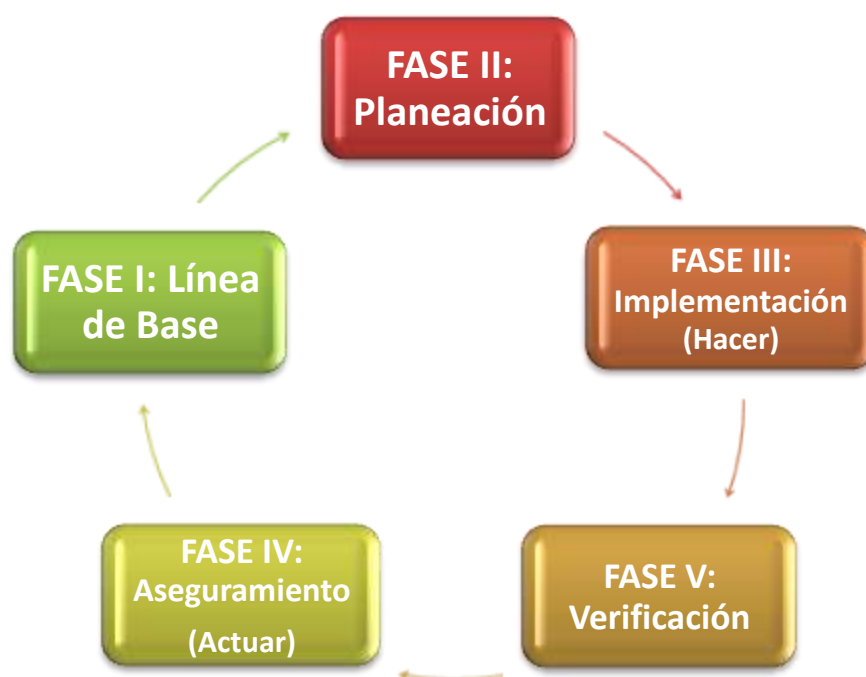 FASE II:
Planeación
FASE I: Línea
de Base
FASE III:
Implementación
(Hacer)
FASE IV:
Aseguramiento
(Actuar)
FASE V:
Verificación